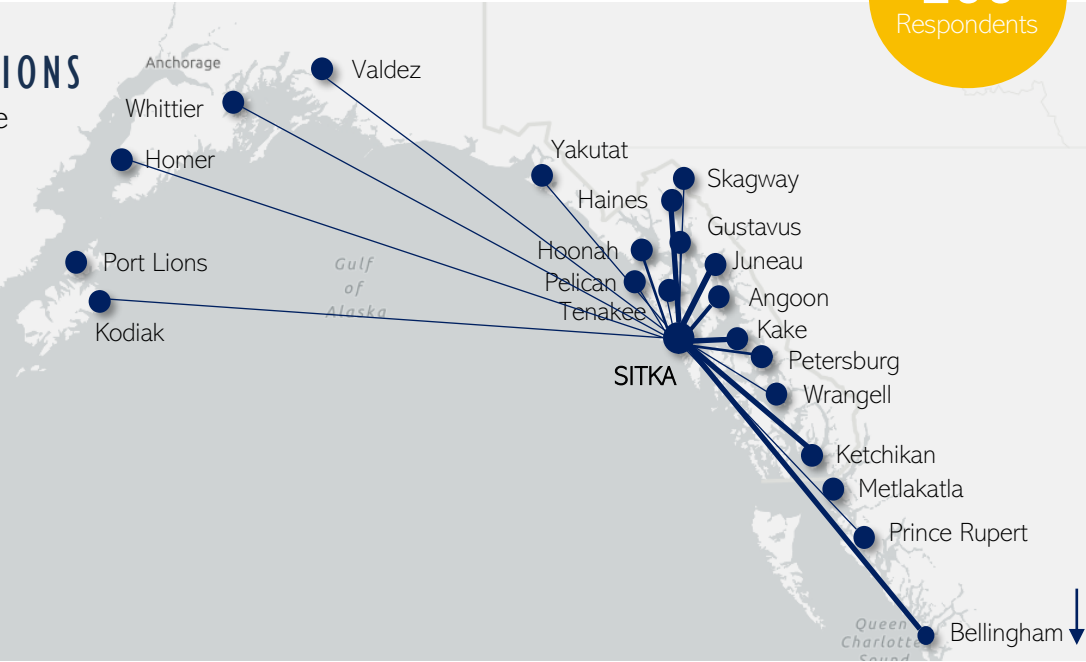 Respondents
IONS
e
Anchorage
Valdez
Whittier
Homer
Yakutat
Skagway
Haines
Gustavus
Hoonah
Juneau
Port Lions
Gulf
of
Alaska
Pelican
Angoon
Tenakee
Kodiak
Kake
Petersburg
SITKA
Wrangell
Ketchikan
Metlakatla
Prince Rupert
Queen
Charlotte
Sound
Bellingham